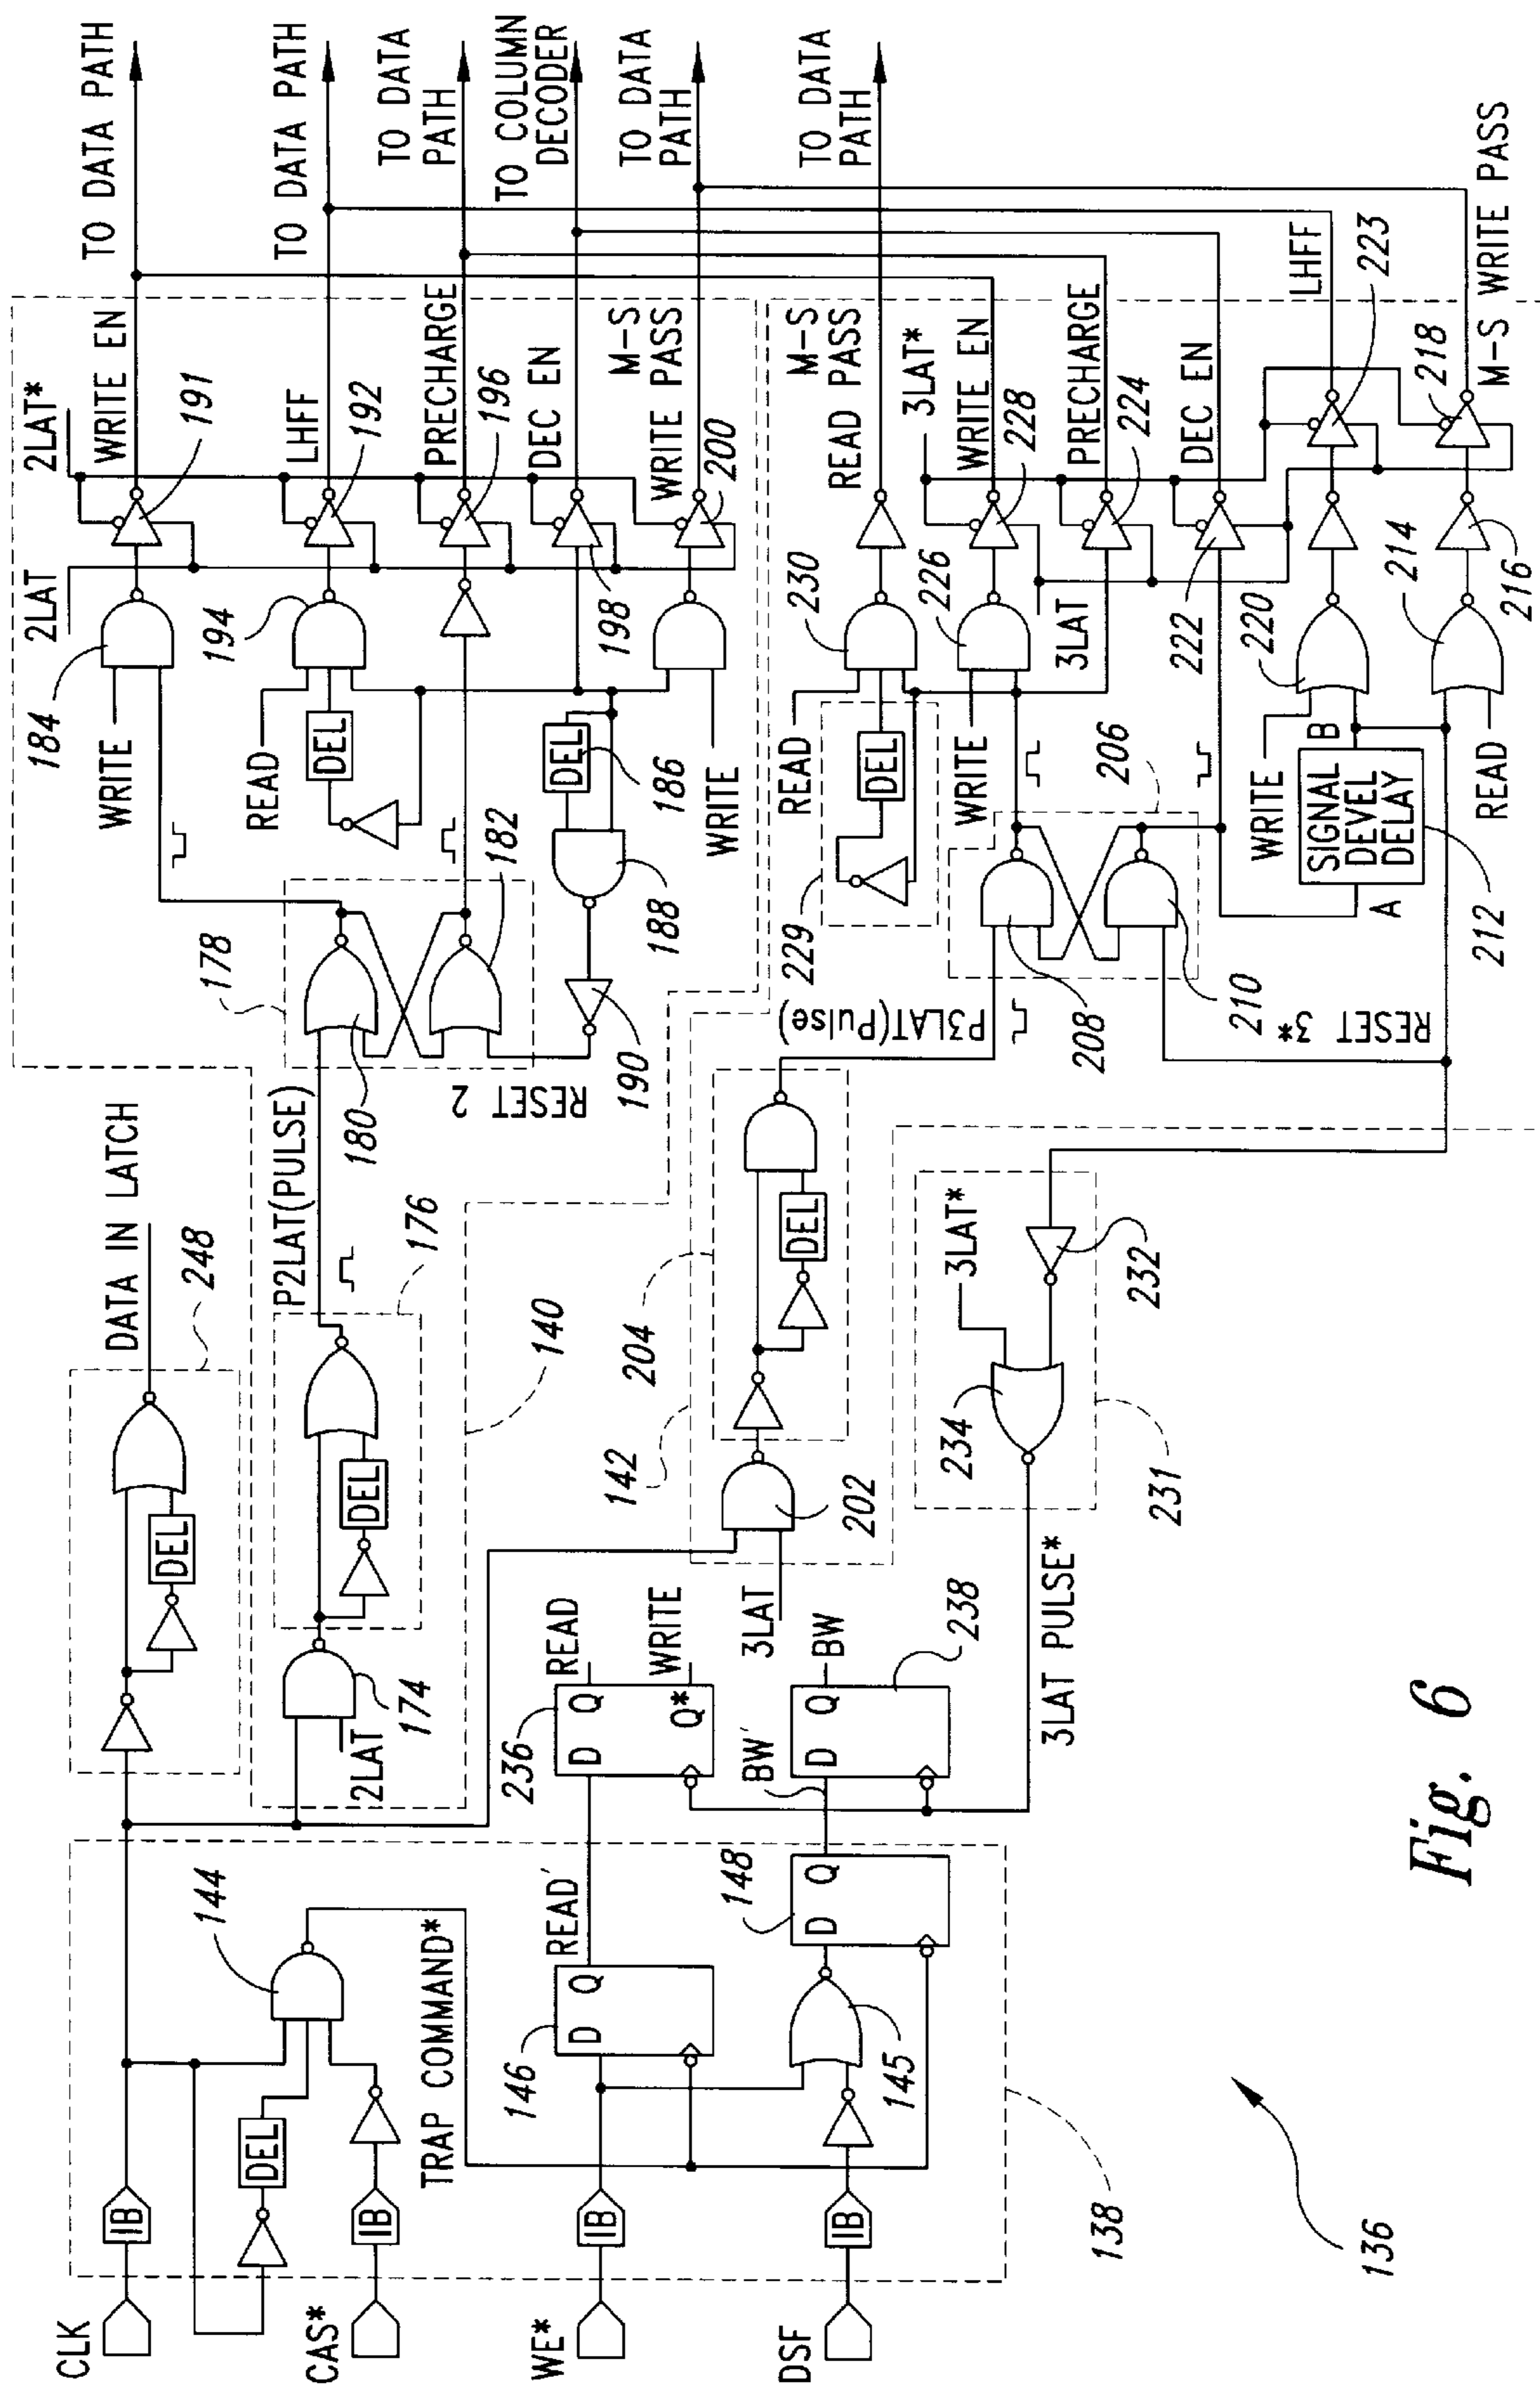 CLK
IB
DEL
CAS*
IB
144
TRAP COMMAND*
WE*
IB
146
D Q
READ'
DSF
IB
145
148
D Q
138
136
DEL
248
DATA IN LATCH
2LAT
174
DEL
176
P2LAT(PULSE)
140
236
D Q
Q*
READ
WRITE
BW'
D Q
BW
238
3LAT
202
142
204
DEL
P3LAT(Pulse)
3LAT PULSE*
234
3LAT*
232
231
178
180
182
RESET 2
190
188
DEL
186
WRITE
184
2LAT
2LAT*
WRITE EN
191
TO DATA PATH
READ
DEL
194
LHFF
192
TO DATA PATH
PRECHARGE
196
TO DATA
PATH
198
DEC EN
TO COLUMN
DECODER
WRITE
M-S
WRITE PASS
200
TO DATA
PATH
READ
DEL
229
230
M-S
READ PASS
TO DATA
PATH
WRITE
226
3LAT
3LAT*
WRITE EN
228
PRECHARGE
224
206
208
210
RESET 3*
222
DEC EN
WRITE
SIGNAL
DEVEL
DELAY
A
B
212
220
LHFF
223
READ
214
216
218
M-S WRITE PASS
Fig. 6